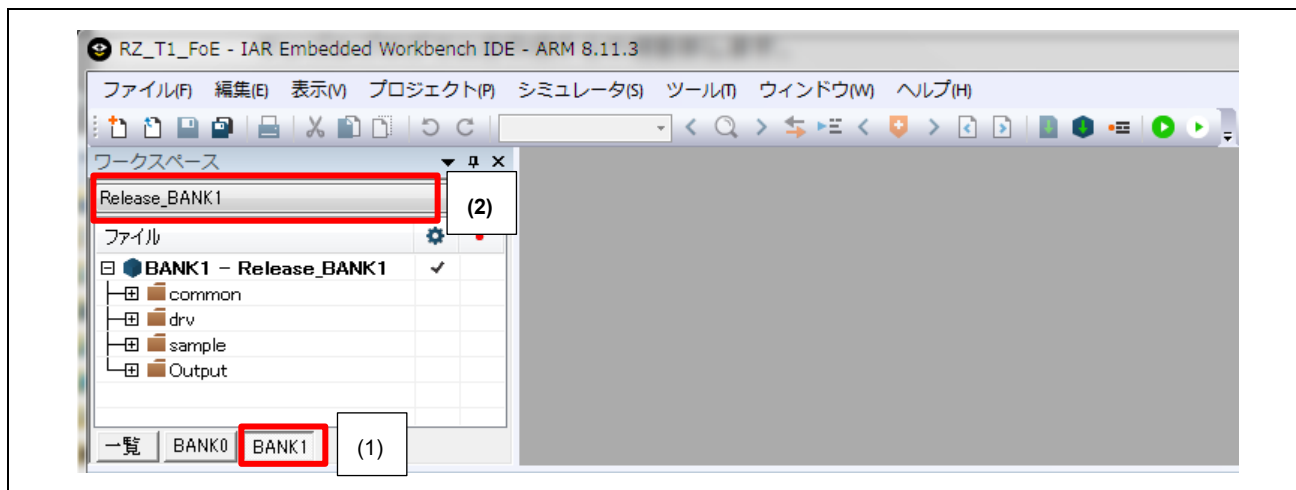 RZ_T1_FoE - IAR Embedded Workbench IDE - ARM 8.11.3
ファイル(F) 編集(E) 表示(V) プロジェクト(P) シミュレータ(S) ツール(T) ウィンドウ(W) ヘルプ(H)
ワークスペース
Release_BANK1
(2)
ファイル
BANK1 - Release_BANK1
common
drv
sample
Output
一覧 BANK0 BANK1
(1)